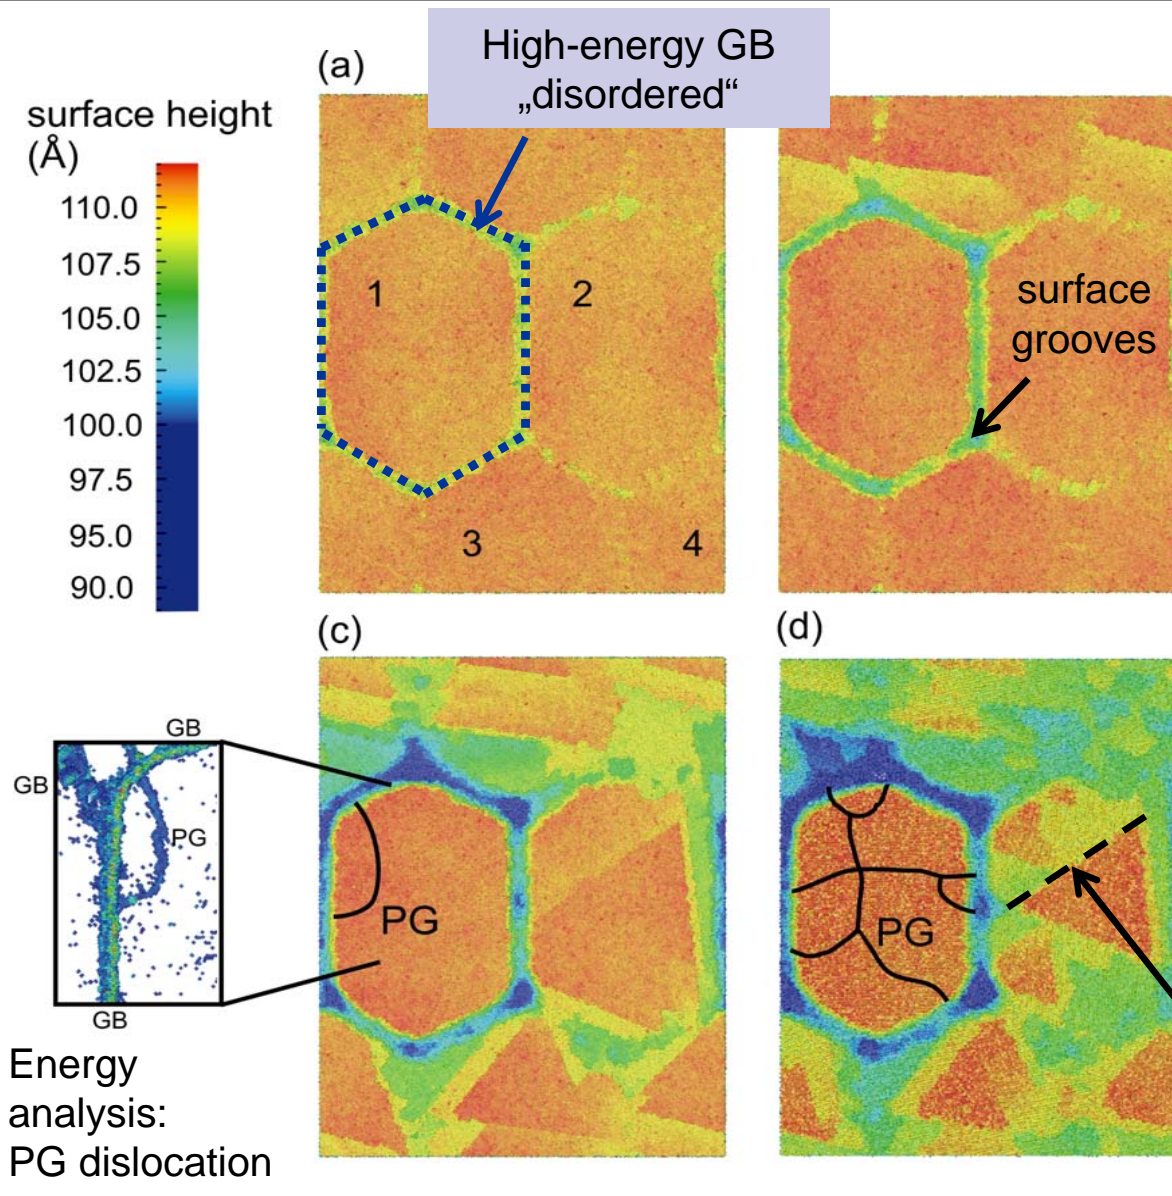 High-energy GB
„disordered“
(a)
surface height
(Å)
110.0
107.5
105.0
102.5
100.0
97.5
95.0
90.0
1
2
3
4
surface
grooves
(c)
(d)
GB
GB
PG
GB
PG
PG
Energy
analysis:
PG dislocation